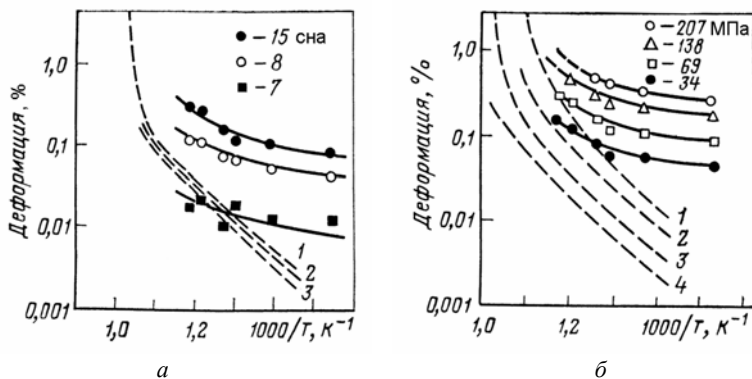 а
Деформация, %
1,0
0,1
0,01
0,001
● – 15 сна
○ – 8
■ – 7
1
2
3
1,0
1,2
1000/т, к⁻¹
а
б
Деформация, %
1,0
0,1
0,01
0,001
○ – 207 МПа
△ – 138
□ – 69
● – 34
1
2
3
4
1,0
1,2
1000/т, к⁻¹
б